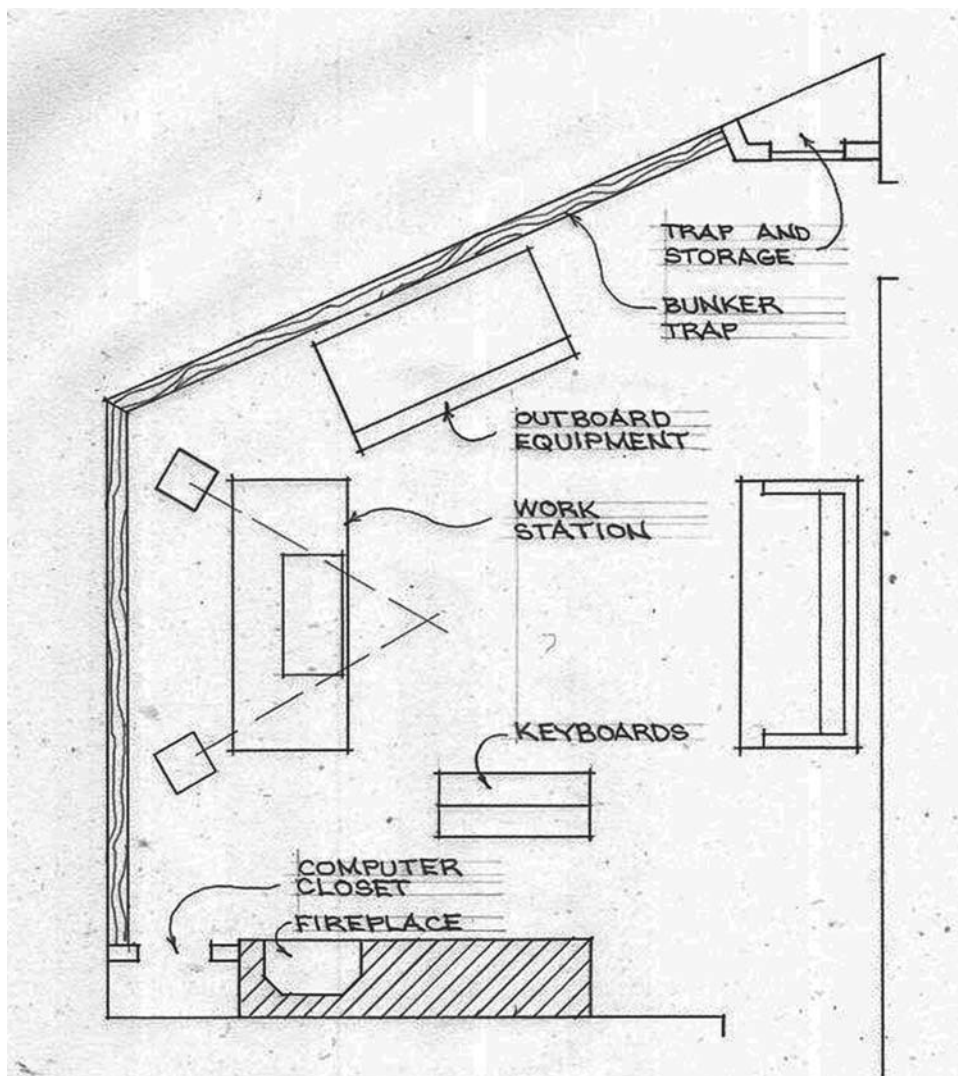 TRAP AND
STORAGE
BUNKER
TRAP
OUTBOARD
EQUIPMENT
WORK
STATION
KEYBOARDS
COMPUTER
CLOSET
FIREPLACE